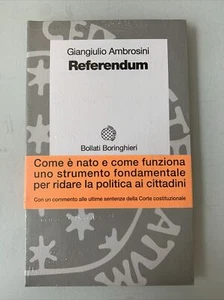 Giangiulio Ambrosini
Referendum
Bollati Boringhieri
Come è nato e come funziona
uno strumento fondamentale
per ridare la politica ai cittadini
Con un commento alle ultime sentenze della Corte costituzionale